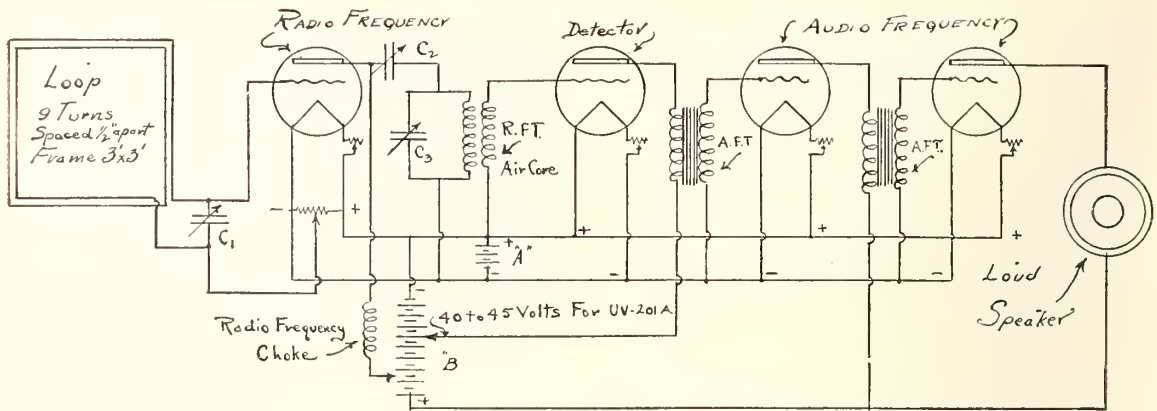 Radio Frequency
Detector
Audio Frequency
Loop
9 Turns
Spaced ½" apart
Frame 3'x3'
C2
C3
R.F.T.
Air Core
A.F.T
A.F.T.
- +
C1
+
"A"
-
+
-
+
-
+
-
Loud
Speaker
Radio Frequency
Choke
-
40 to 45 Volts For UV-201A
"B
+